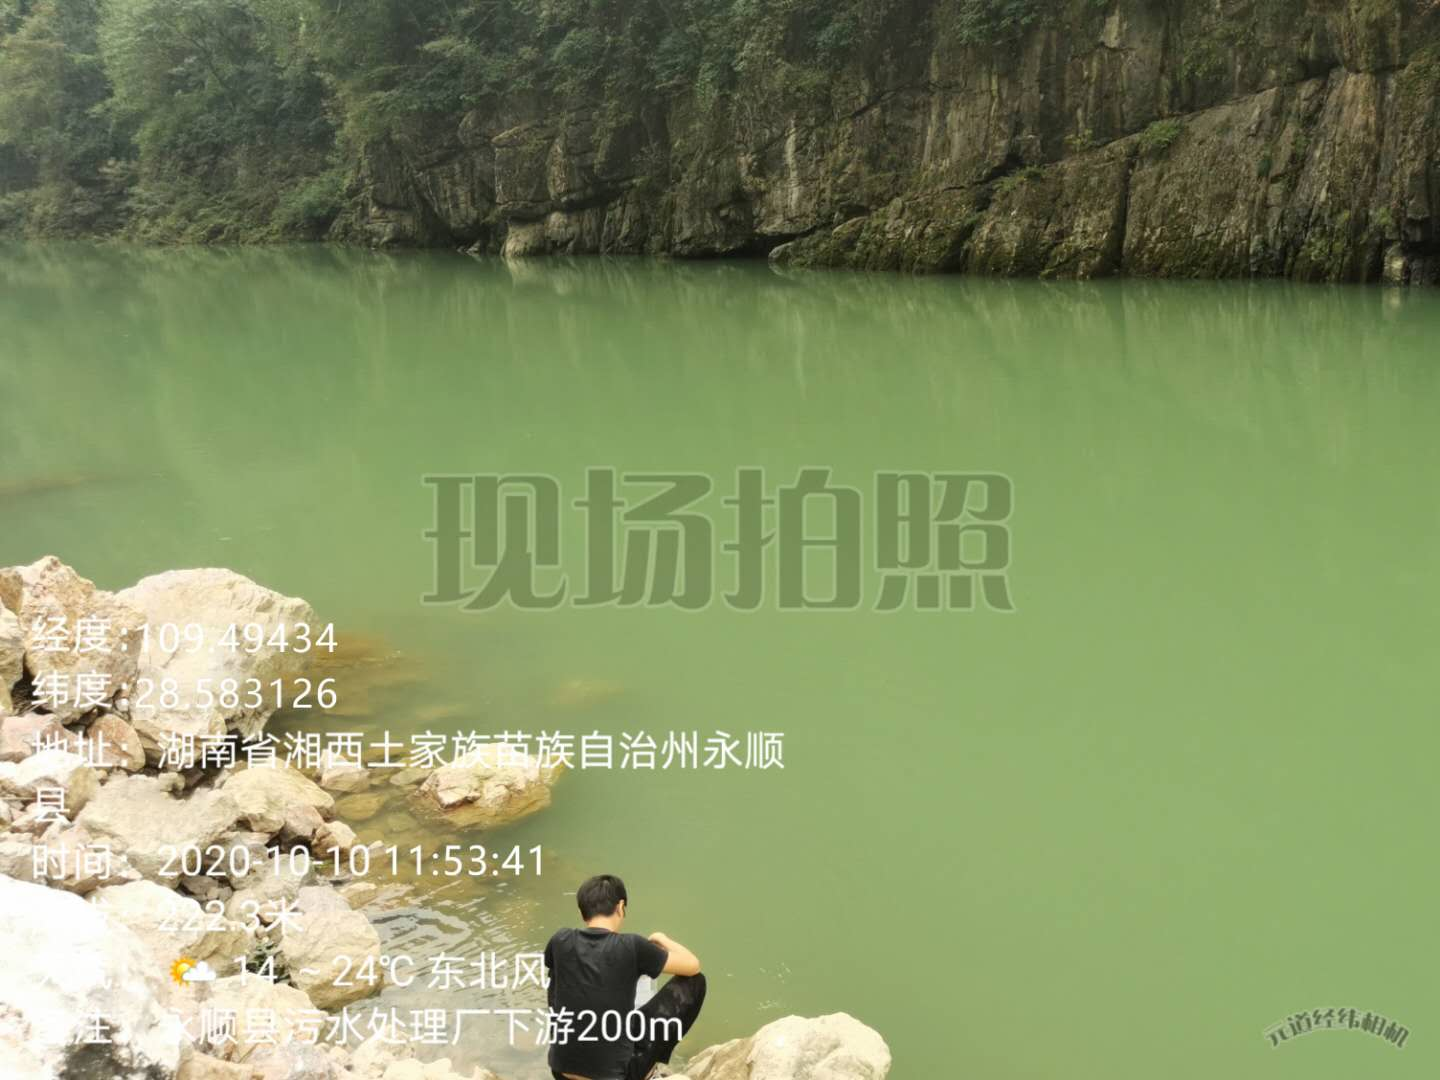 现场拍照
经度:109.49434
纬度:28.583126
地址: 湖南省湘西土家族苗族自治州永顺
县
时间: 2020-10-10 11:53:41
222.3米
14 ~ 24℃ 东北风
备注: 永顺县污水处理厂下游200m
元道经纬相机